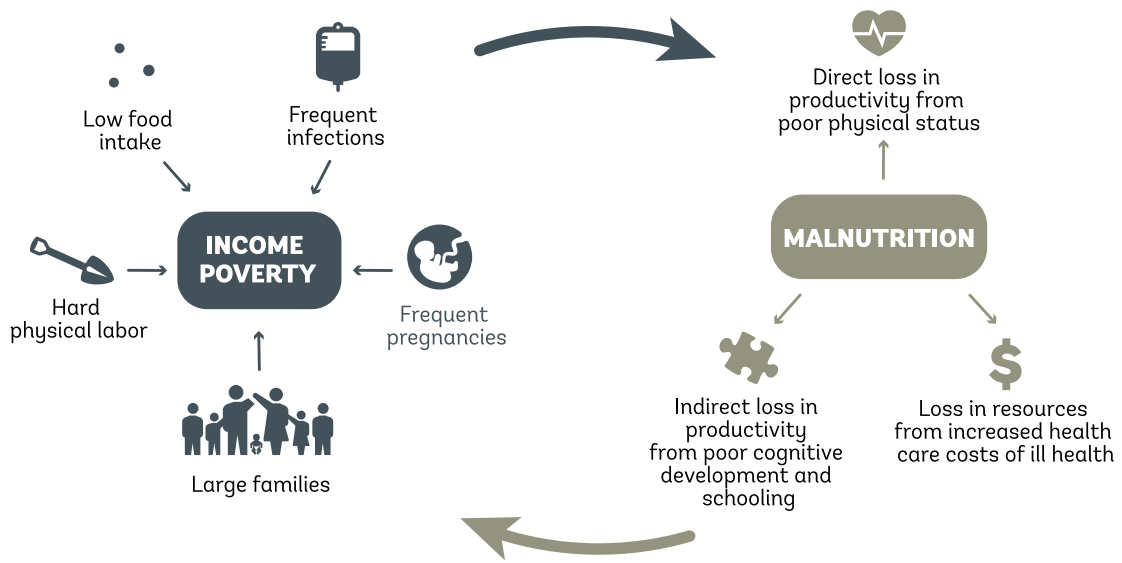 Low food
intake
Frequent
infections
INCOME
POVERTY
Hard
physical labor
Frequent
pregnancies
Large families
Direct loss in
productivity from
poor physical status
MALNUTRITION
Indirect loss in
productivity
from poor cognitive
development and
schooling
$
Loss in resources
from increased health
care costs of ill health